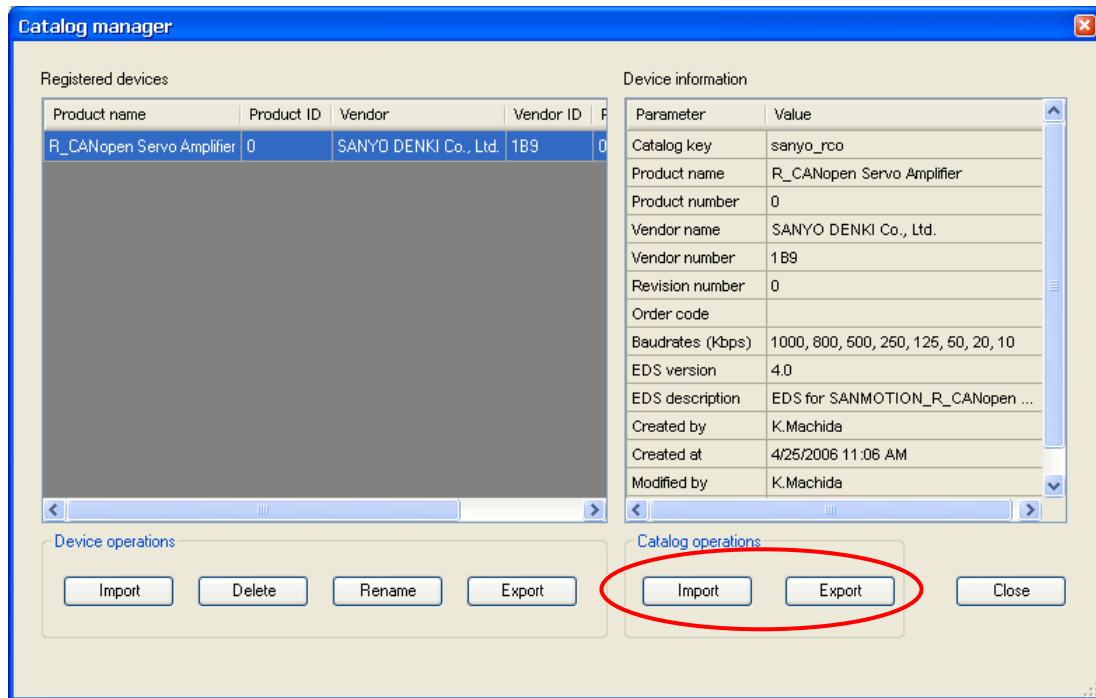 Catalog manager
Registered devices
Product name Product ID Vendor Vendor ID
R_CANopen Servo Amplifier 0 SANYO DENKI Co., Ltd. 1B9 0
Device information
Parameter Value
Catalog key sanyo_rco
Product name R_CANopen Servo Amplifier
Product number 0
Vendor name SANYO DENKI Co., Ltd.
Vendor number 1B9
Revision number 0
Order code
Baudrates (Kbps) 1000, 800, 500, 250, 125, 50, 20, 10
EDS version 4.0
EDS description EDS for SANMOTION_R_CANopen ...
Created by K.Machida
Created at 4/25/2006 11:06 AM
Modified by K.Machida
Device operations
Import Delete Rename Export
Catalog operations
Import Export
Close